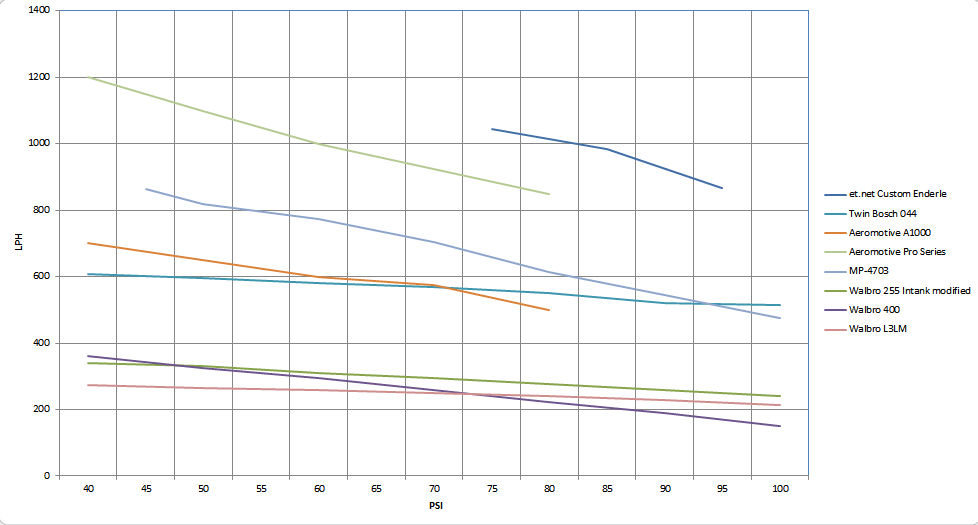 1400
1200
1000
800
600
400
200
0
LPH
40 45 50 55 60 65 70 75 80 85 90 95 100
PSI
et.net Custom Enderle
Twin Bosch 044
Aeromotive A1000
Aeromotive Pro Series
MP-4703
Walbro 255 Intank modified
Walbro 400
Walbro L3LM